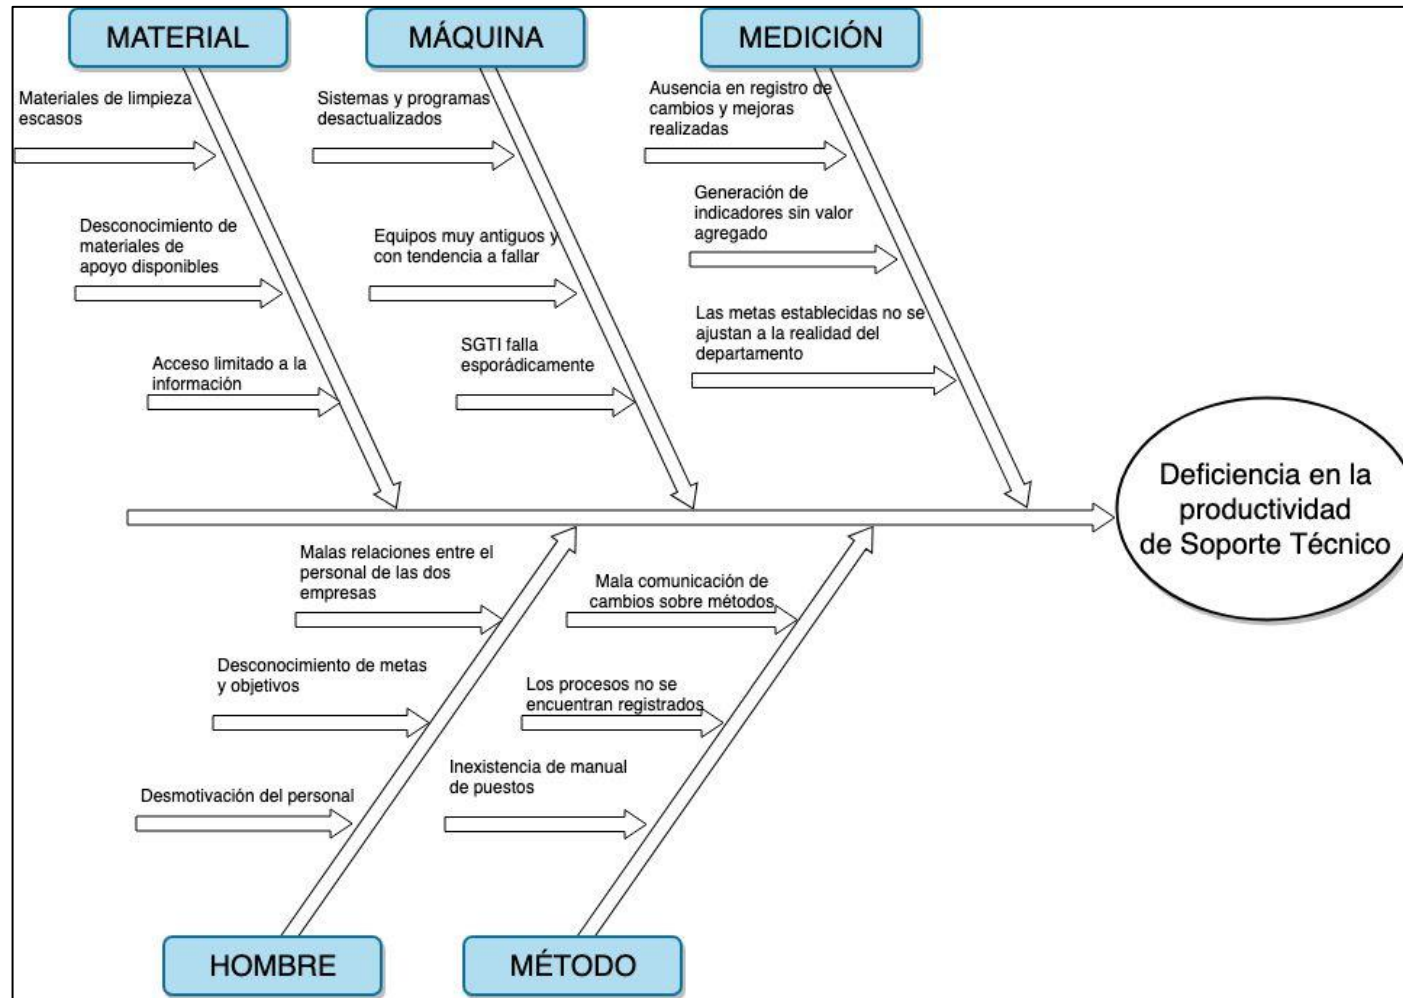 MATERIAL
MÁQUINA
MEDICIÓN
Materiales de limpieza
escasos
Sistemas y programas
desactualizados
Ausencia en registro de
cambios y mejoras
realizadas
Desconocimiento de
materiales de
apoyo disponibles
Equipos muy antiguos y
con tendencia a fallar
Generación de
indicadores sin valor
agregado
Acceso limitado a la
información
SGTI falla
esporádicamente
Las metas establecidas no se
ajustan a la realidad del
departamento
Deficiencia en la
productividad
de Soporte Técnico
Malas relaciones entre el
personal de las dos
empresas
Mala comunicación de
cambios sobre métodos
Desconocimiento de metas
y objetivos
Los procesos no se
encuentran registrados
Desmotivación del personal
Inexistencia de manual
de puestos
HOMBRE
MÉTODO